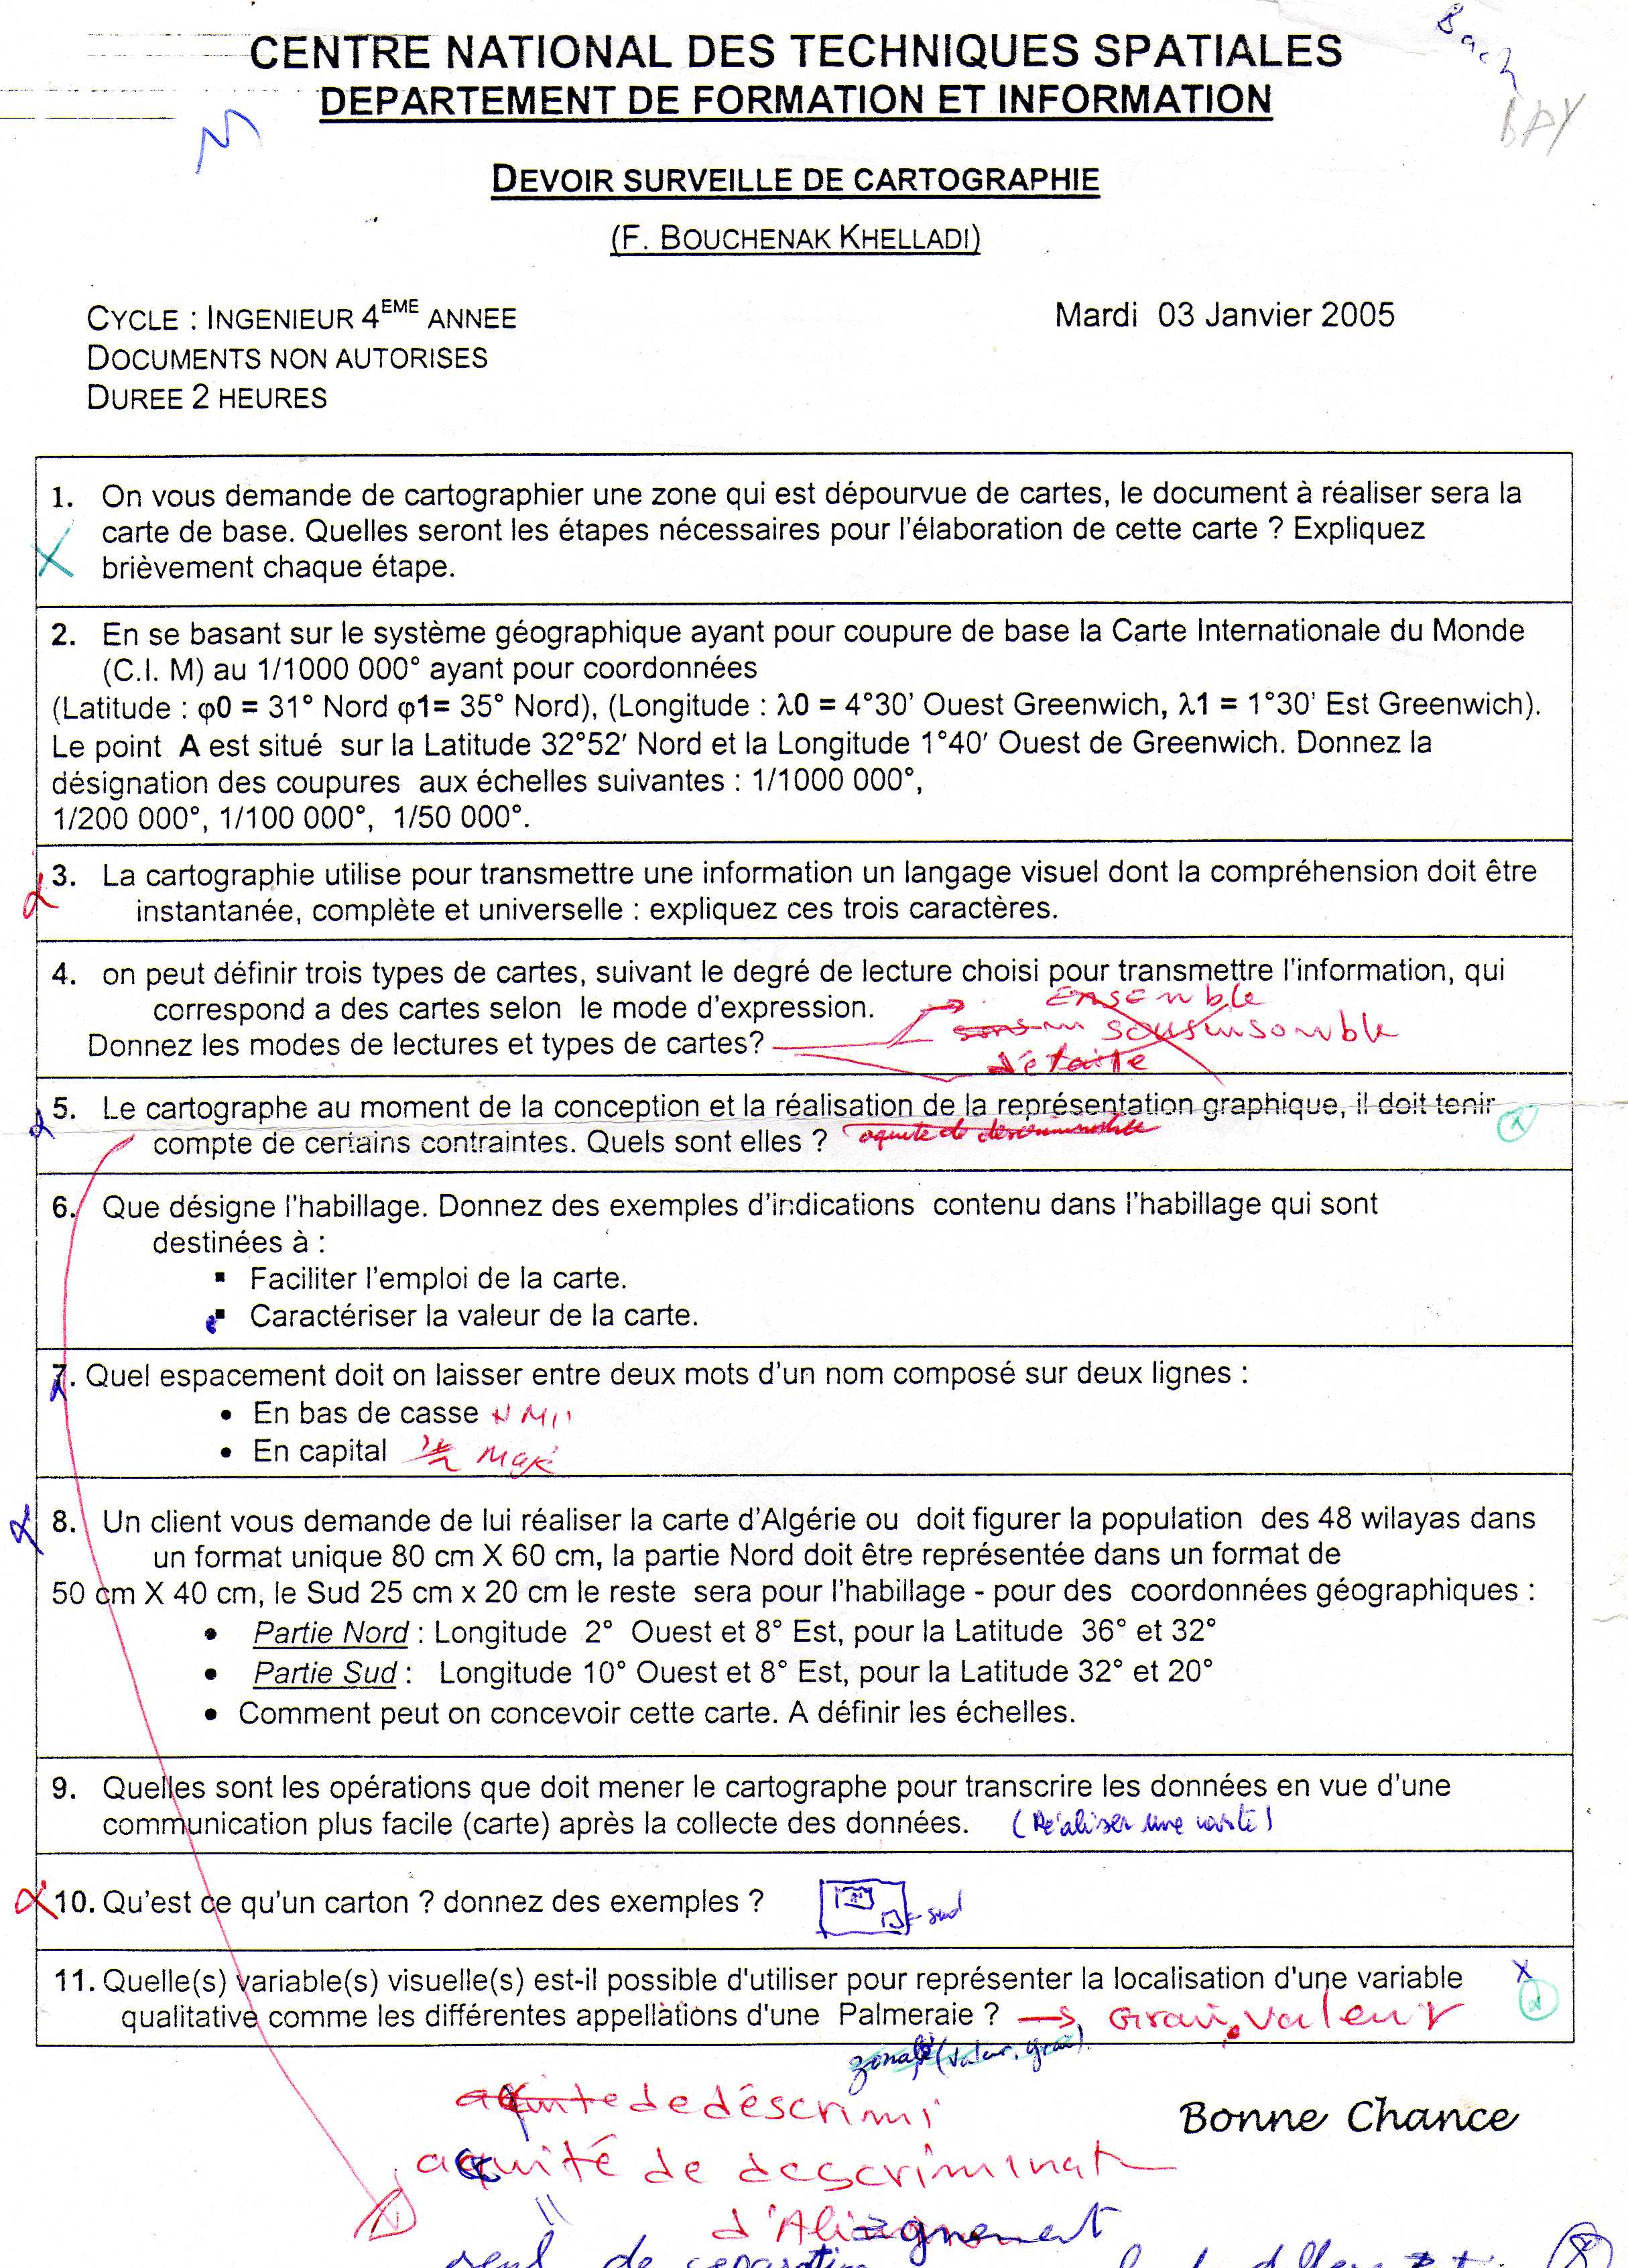 Bach
BAY
CENTRE NATIONAL DES TECHNIQUES SPATIALES
DEPARTEMENT DE FORMATION ET INFORMATION
DEVOIR SURVEILLE DE CARTOGRAPHIE
(F. BOUCHENAK KHELLADI)
CYCLE : INGENIEUR 4EME ANNEE
Mardi 03 Janvier 2005
DOCUMENTS NON AUTORISES
DUREE 2 HEURES
1. On vous demande de cartographier une zone qui est dépourvue de cartes, le document à réaliser sera la
carte de base. Quelles seront les étapes nécessaires pour l'élaboration de cette carte ? Expliquez
brièvement chaque étape.
2. En se basant sur le système géographique ayant pour coupure de base la Carte Internationale du Monde
(C.I. M) au 1/1000 000° ayant pour coordonnées
(Latitude : φ0 = 31° Nord φ1= 35° Nord), (Longitude : λ0 = 4°30' Ouest Greenwich, λ1 = 1°30' Est Greenwich).
Le point A est situé sur la Latitude 32°52' Nord et la Longitude 1°40' Ouest de Greenwich. Donnez la
désignation des coupures aux échelles suivantes : 1/1000 000°,
1/200 000°, 1/100 000°, 1/50 000°.
3. La cartographie utilise pour transmettre une information un langage visuel dont la compréhension doit être
instantanée, complète et universelle : expliquez ces trois caractères.
4. on peut définir trois types de cartes, suivant le degré de lecture choisi pour transmettre l'information, qui
correspond a des cartes selon le mode d'expression.
Ensemble
Donnez les modes de lectures et types de cartes?
sousensomble
détaille
5. Le cartographe au moment de la conception et la réalisation de la représentation graphique, il doit tenir
compte de certains contraintes. Quels sont elles ?
6. Que désigne l'habillage. Donnez des exemples d'indications contenu dans l'habillage qui sont
destinées à :
▪ Faciliter l'emploi de la carte.
▪ Caractériser la valeur de la carte.
7. Quel espacement doit on laisser entre deux mots d'un nom composé sur deux lignes :
• En bas de casse
• En capital
8. Un client vous demande de lui réaliser la carte d'Algérie ou doit figurer la population des 48 wilayas dans
un format unique 80 cm X 60 cm, la partie Nord doit être représentée dans un format de
50 cm X 40 cm, le Sud 25 cm x 20 cm le reste sera pour l'habillage - pour des coordonnées géographiques :
• Partie Nord : Longitude 2° Ouest et 8° Est, pour la Latitude 36° et 32°
• Partie Sud : Longitude 10° Ouest et 8° Est, pour la Latitude 32° et 20°
• Comment peut on concevoir cette carte. A définir les échelles.
9. Quelles sont les opérations que doit mener le cartographe pour transcrire les données en vue d'une
communication plus facile (carte) après la collecte des données. (Réaliser une carte)
10. Qu'est ce qu'un carton ? donnez des exemples ?
sud
11. Quelle(s) variable(s) visuelle(s) est-il possible d'utiliser pour représenter la localisation d'une variable
qualitative comme les différentes appellations d'une Palmeraie ? → Grain, Valeur
zonale (valeur, grain).
Bonne Chance
acuité de déscrimi
aquité de descriminat
d'Alignement
seuil de separation